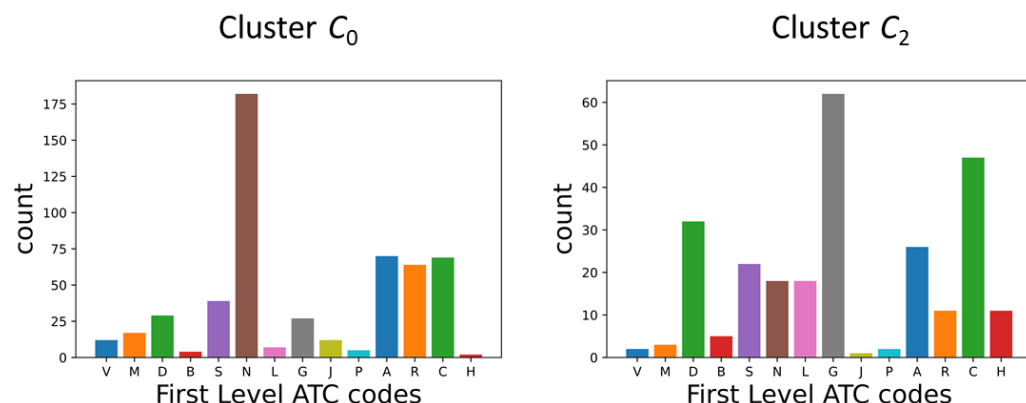 Cluster C0
175
150
125
100
75
50
25
0
count
V M D B S N L G J P A R C H
First Level ATC codes
Cluster C2
60
50
40
30
20
10
0
count
V M D B S N L G J P A R C H
First Level ATC codes